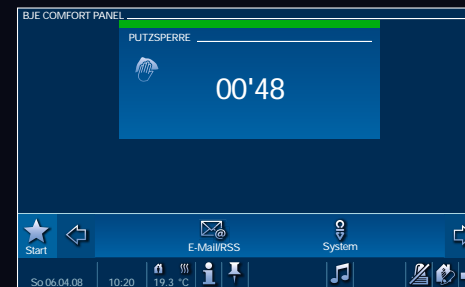 BJE COMFORT PANEL
PUTZSPERRE
00'48
Start
E-Mail/RSS
System
So 06.04.08
10:20
19.3 °C